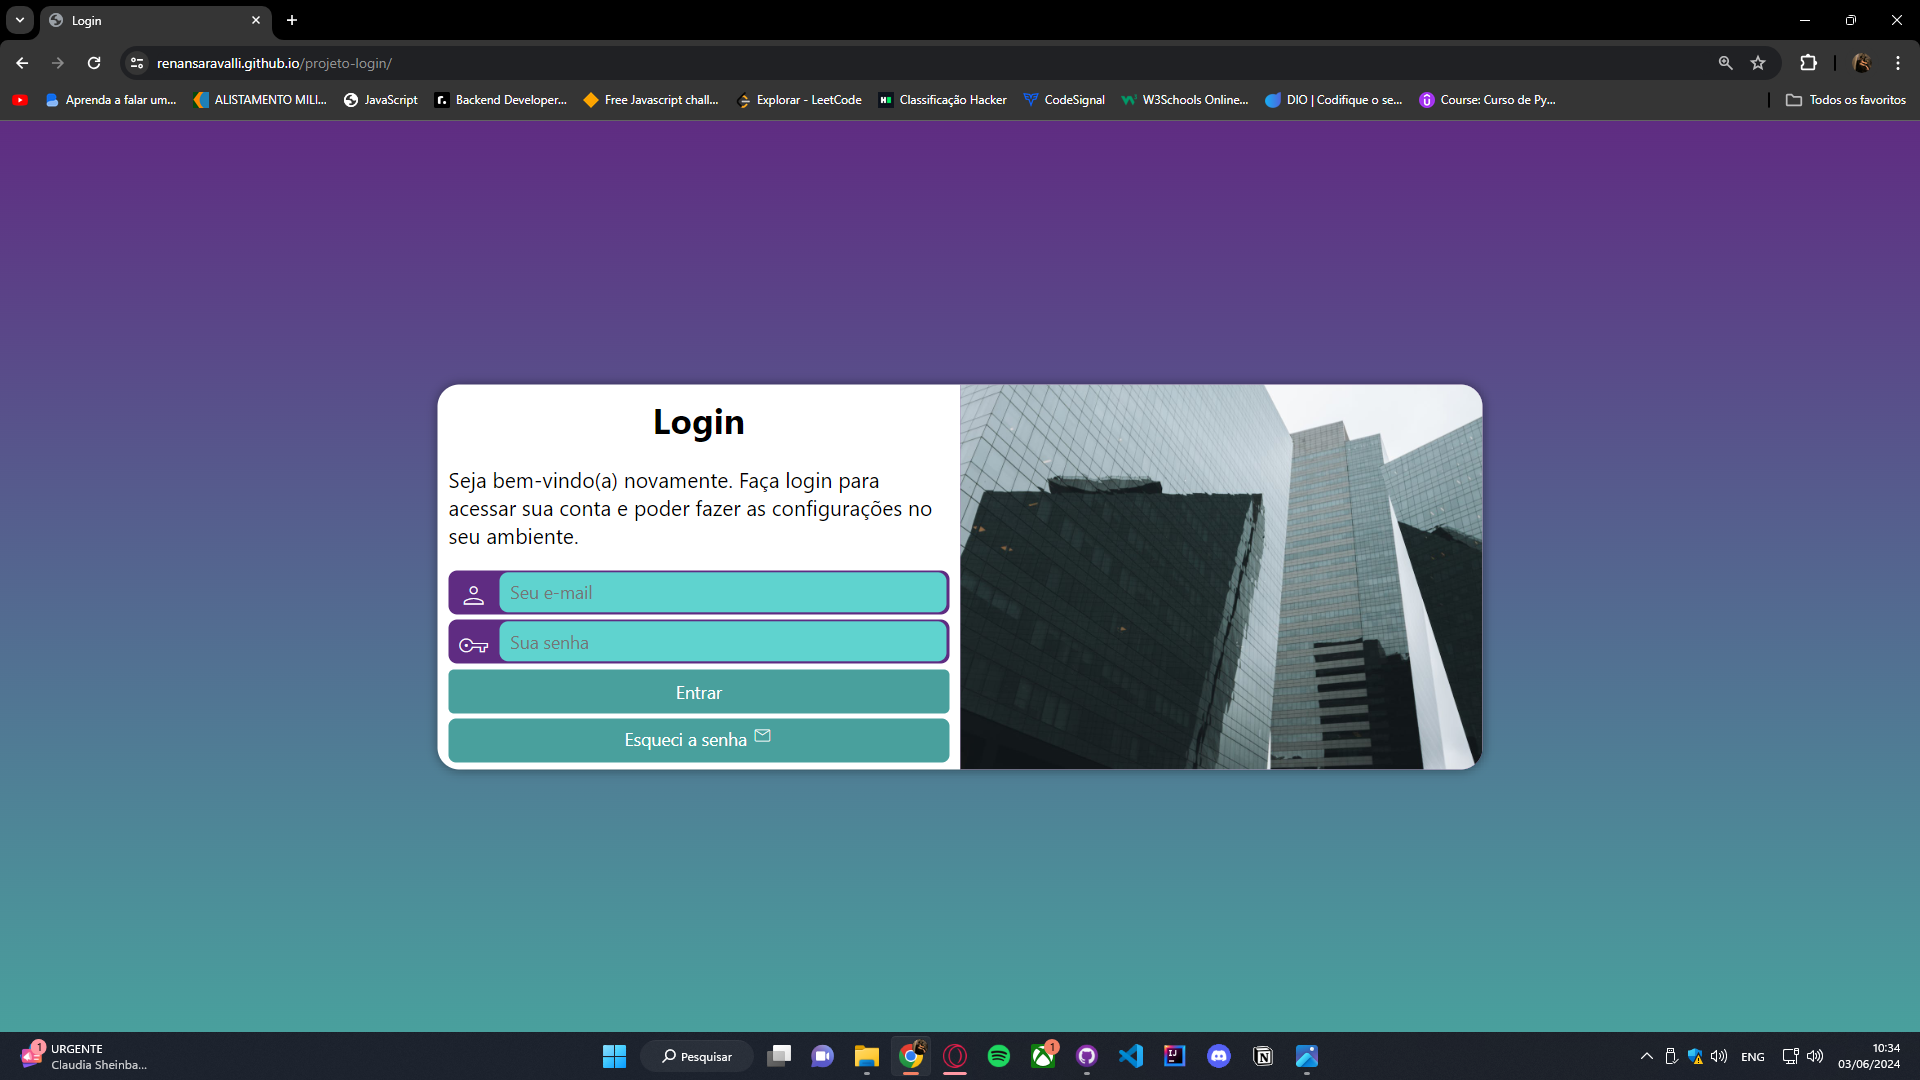 Login
renansaravalli.github.io/projeto-login/
Aprenda a falar um...
ALISTAMENTO MILI...
JavaScript
Backend Developer...
Free Javascript chall...
Explorar - LeetCode
Classificação Hacker
CodeSignal
W3Schools Online...
DIO | Codifique o se...
Course: Curso de Py...
Todos os favoritos
Login
Seja bem-vindo(a) novamente. Faça login para
acessar sua conta e poder fazer as configurações no
seu ambiente.
Seu e-mail
Sua senha
Entrar
Esqueci a senha
1
URGENTE
Claudia Sheinba...
Pesquisar
1
ENG
10:34
03/06/2024